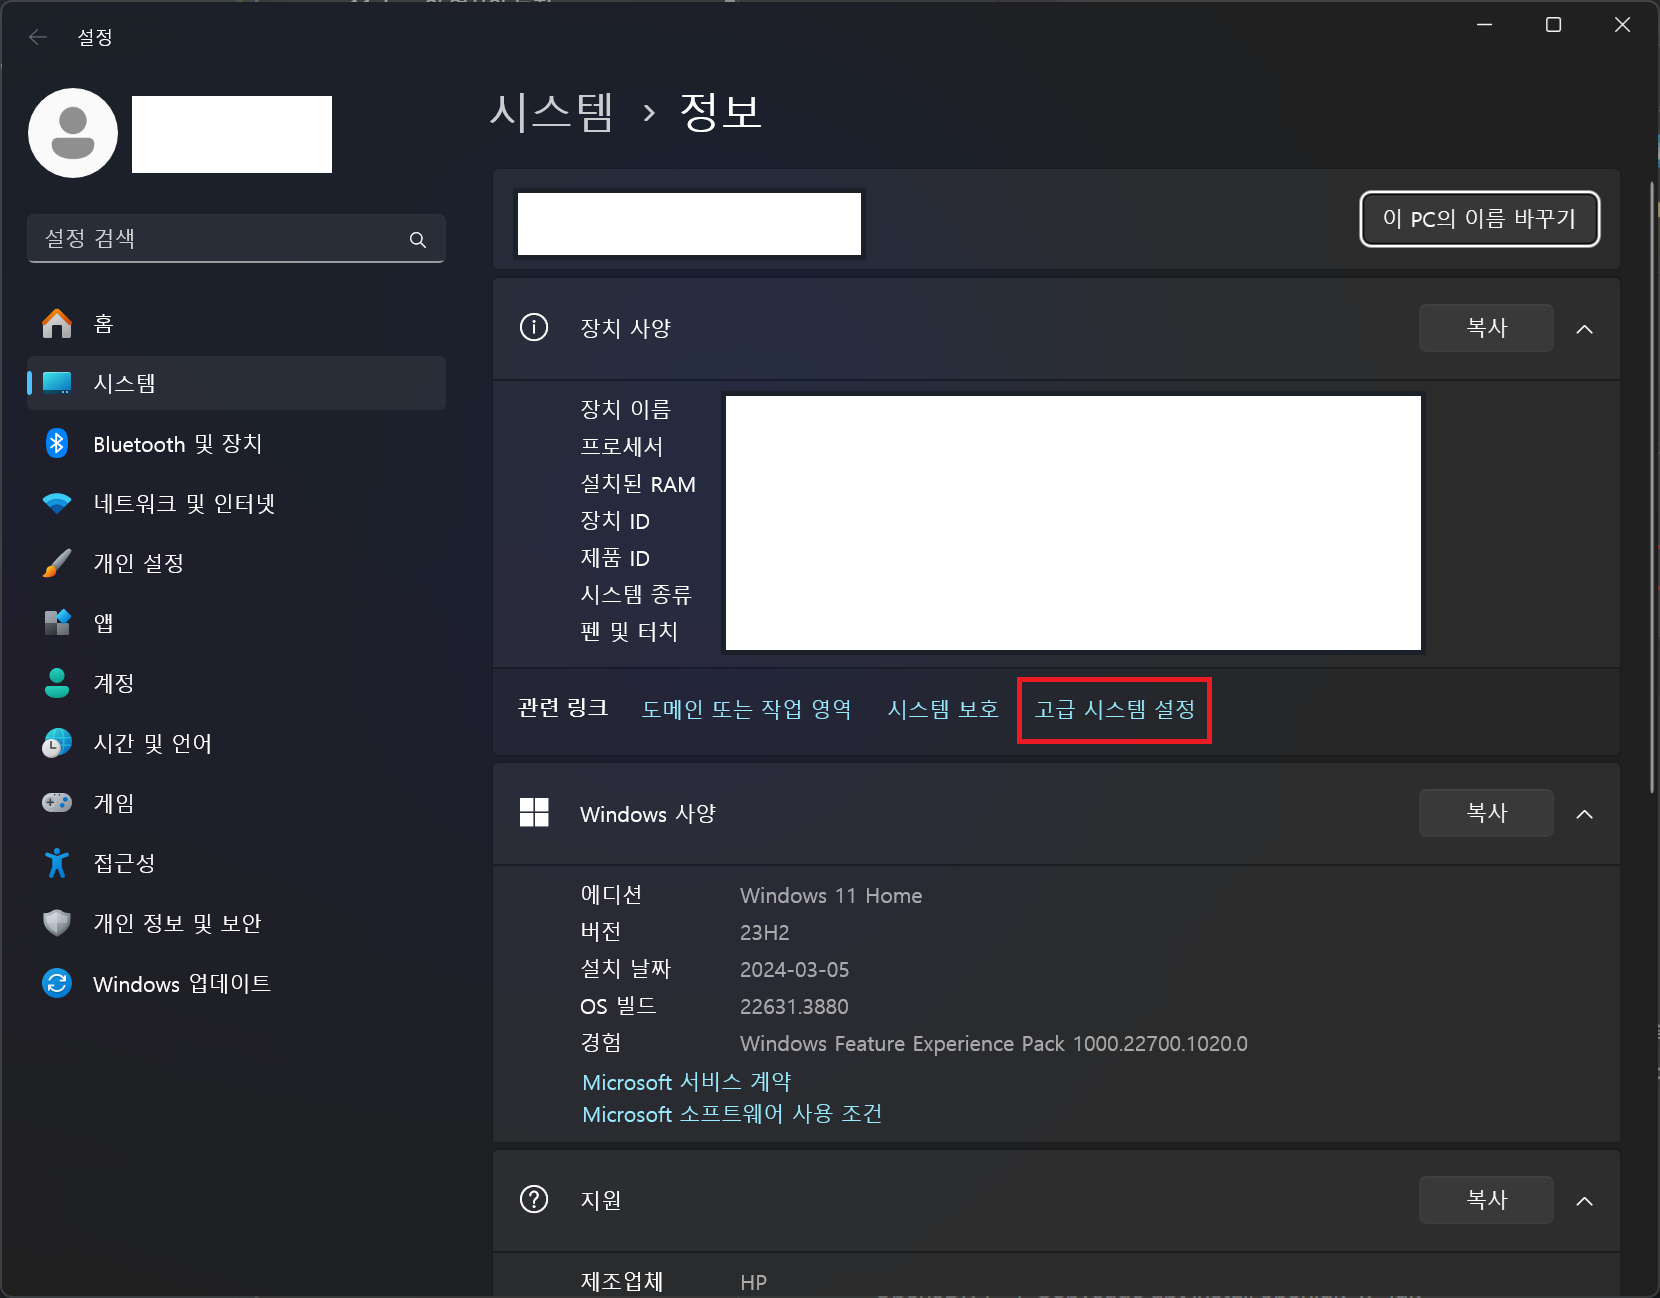 설정
시스템 › 정보
이 PC의 이름 바꾸기
설정 검색
홈
시스템
Bluetooth 및 장치
네트워크 및 인터넷
개인 설정
앱
계정
시간 및 언어
게임
접근성
개인 정보 및 보안
Windows 업데이트
장치 사양
복사
장치 이름
프로세서
설치된 RAM
장치 ID
제품 ID
시스템 종류
펜 및 터치
관련 링크 도메인 또는 작업 영역 시스템 보호 고급 시스템 설정
Windows 사양
복사
에디션 Windows 11 Home
버전 23H2
설치 날짜 2024-03-05
OS 빌드 22631.3880
경험 Windows Feature Experience Pack 1000.22700.1020.0
Microsoft 서비스 계약
Microsoft 소프트웨어 사용 조건
지원
복사
제조업체 HP